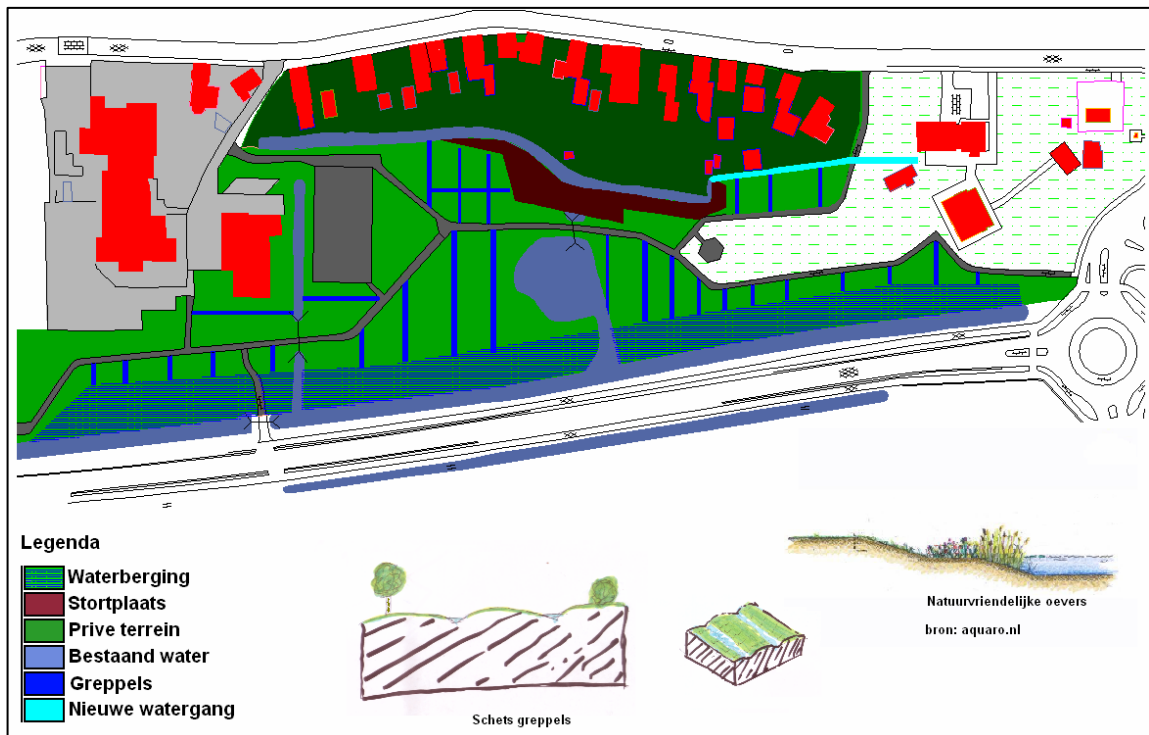 Legenda
Waterberging
Stortplaats
Prive terrein
Bestaand water
Greppels
Nieuwe watergang
Schets greppels
Natuurvriendelijke oevers
bron: aquaro.nl